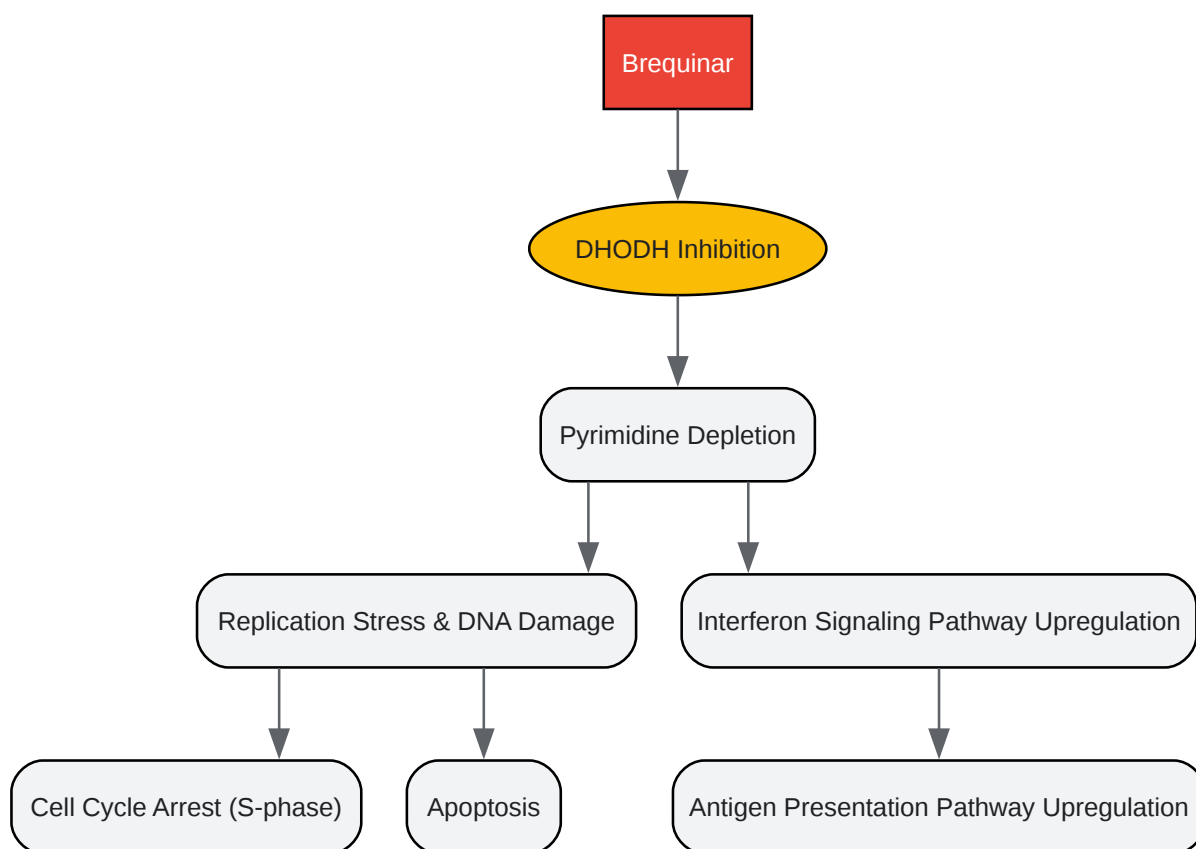 Brequinar
DHODH Inhibition
Pyrimidine Depletion
Replication Stress & DNA Damage
Interferon Signaling Pathway Upregulation
Cell Cycle Arrest (S-phase)
Apoptosis
Antigen Presentation Pathway Upregulation